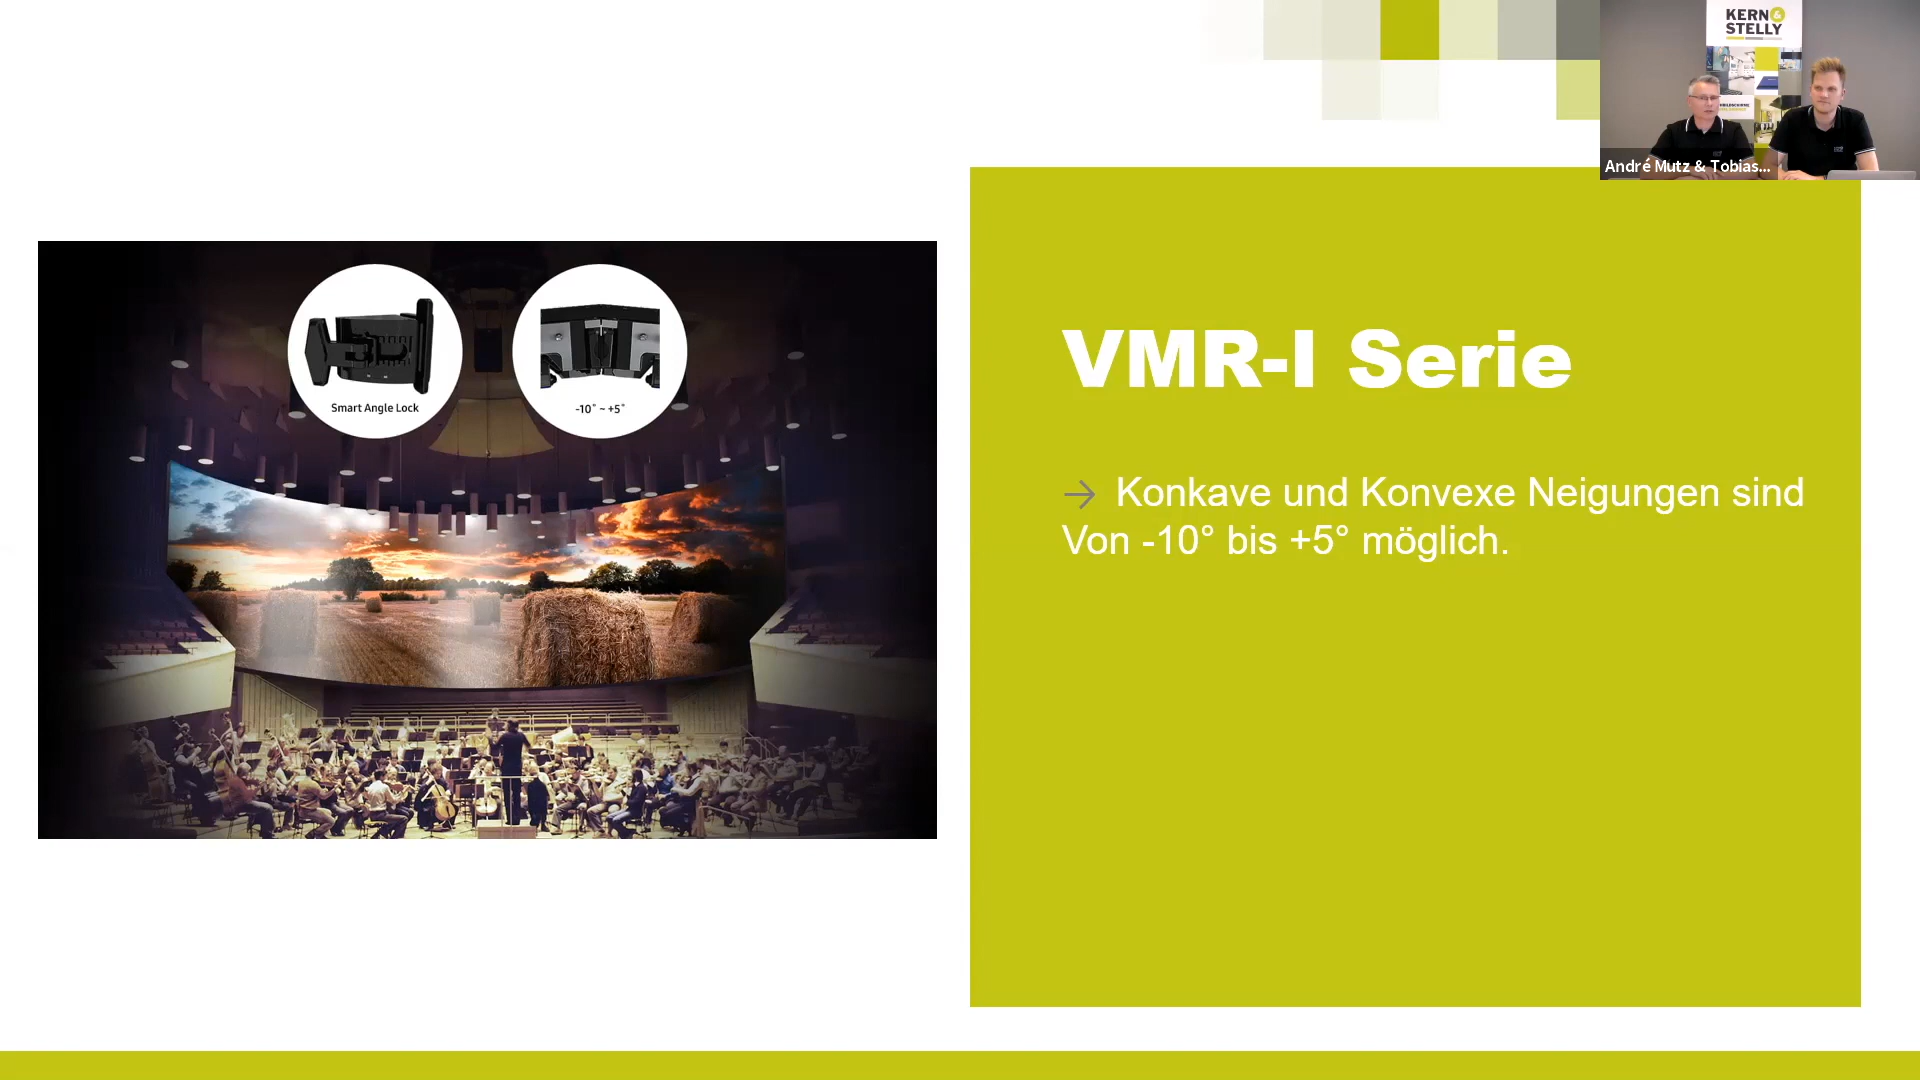 KERN &
STELLY
André Mutz & Tobias...
Smart Angle Lock
-10° ~ +5°
VMR-I Serie
→ Konkave und Konvexe Neigungen sind
Von -10° bis +5° möglich.